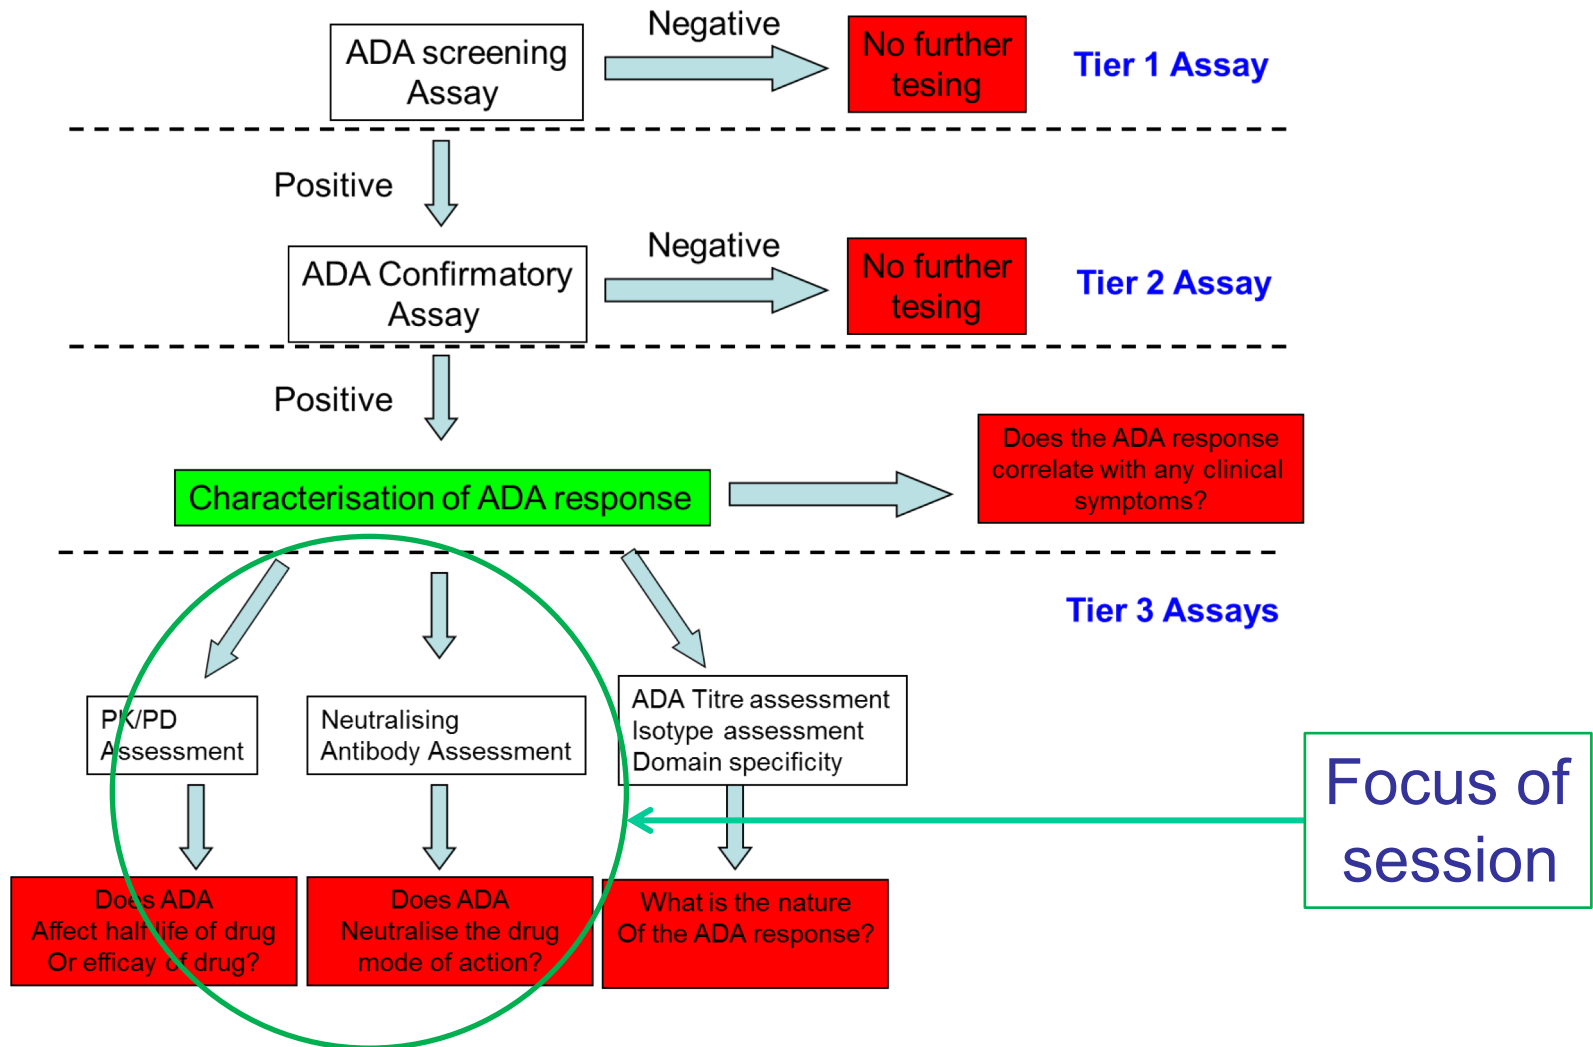 Negative
ADA screening
Assay
No further
tesing
Tier 1 Assay
Positive
Negative
ADA Confirmatory
Assay
No further
tesing
Tier 2 Assay
Positive
Characterisation of ADA response
Does the ADA response
correlate with any clinical
symptoms?
Tier 3 Assays
PK/PD
Assessment
Neutralising
Antibody Assessment
ADA Titre assessment
Isotype assessment
Domain specificity
Focus of
session
Does ADA
Affect half life of drug
Or efficay of drug?
Does ADA
Neutralise the drug
mode of action?
What is the nature
Of the ADA response?